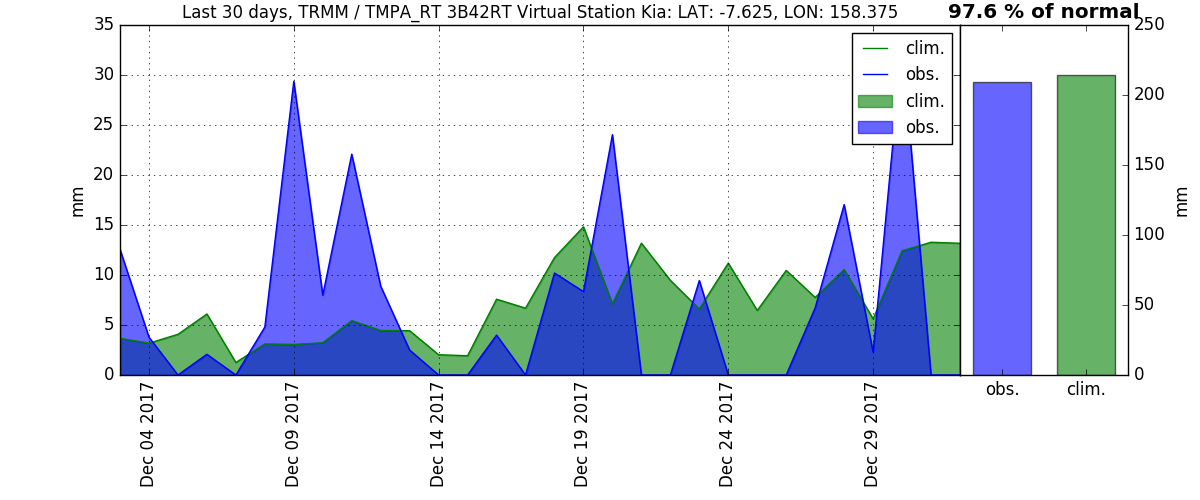 Last 30 days, TRMM / TMPA_RT 3B42RT Virtual Station Kia: LAT: -7.625, LON: 158.375
97.6 % of normal
35
30
25
20
15
10
5
0
mm
clim.
obs.
clim.
obs.
250
200
150
100
50
0
mm
obs.
clim.
Dec 04 2017
Dec 09 2017
Dec 14 2017
Dec 19 2017
Dec 24 2017
Dec 29 2017